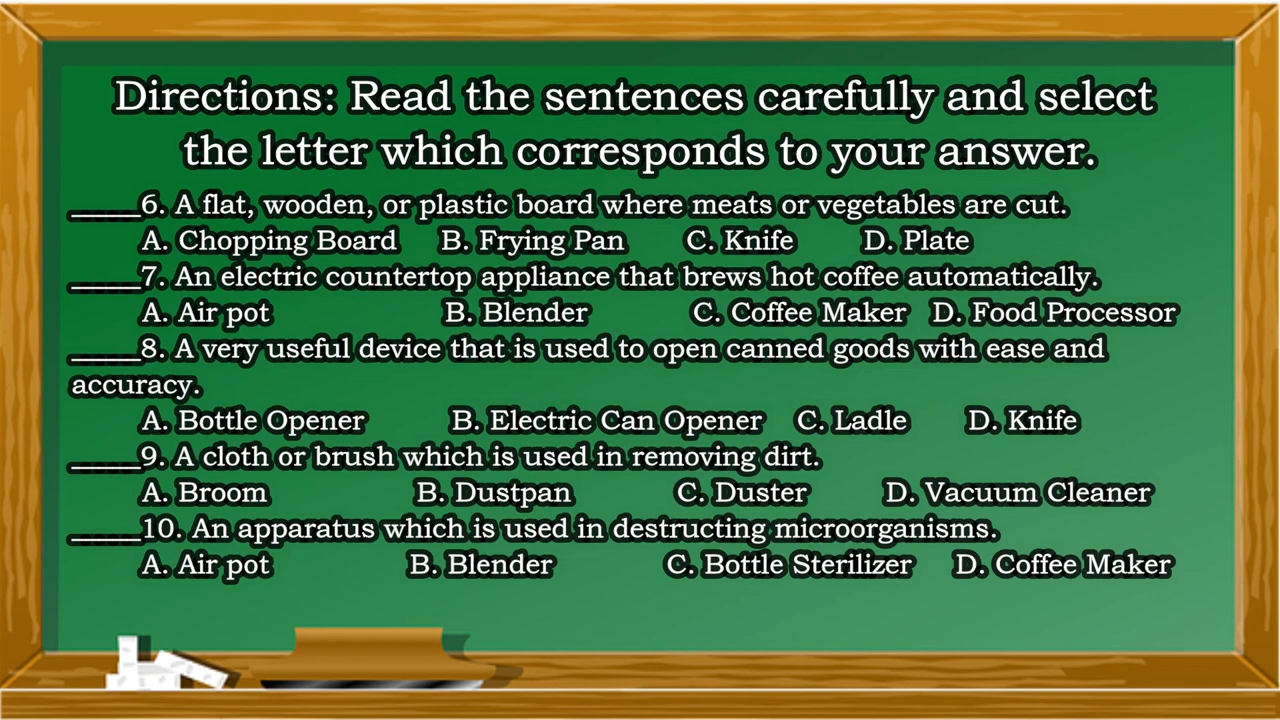 Directions: Read the sentences carefully and select
the letter which corresponds to your answer.
_____6. A flat, wooden, or plastic board where meats or vegetables are cut.
A. Chopping Board B. Frying Pan C. Knife D. Plate
_____7. An electric countertop appliance that brews hot coffee automatically.
A. Air pot B. Blender C. Coffee Maker D. Food Processor
_____8. A very useful device that is used to open canned goods with ease and
accuracy.
A. Bottle Opener B. Electric Can Opener C. Ladle D. Knife
_____9. A cloth or brush which is used in removing dirt.
A. Broom B. Dustpan C. Duster D. Vacuum Cleaner
_____10. An apparatus which is used in destructing microorganisms.
A. Air pot B. Blender C. Bottle Sterilizer D. Coffee Maker